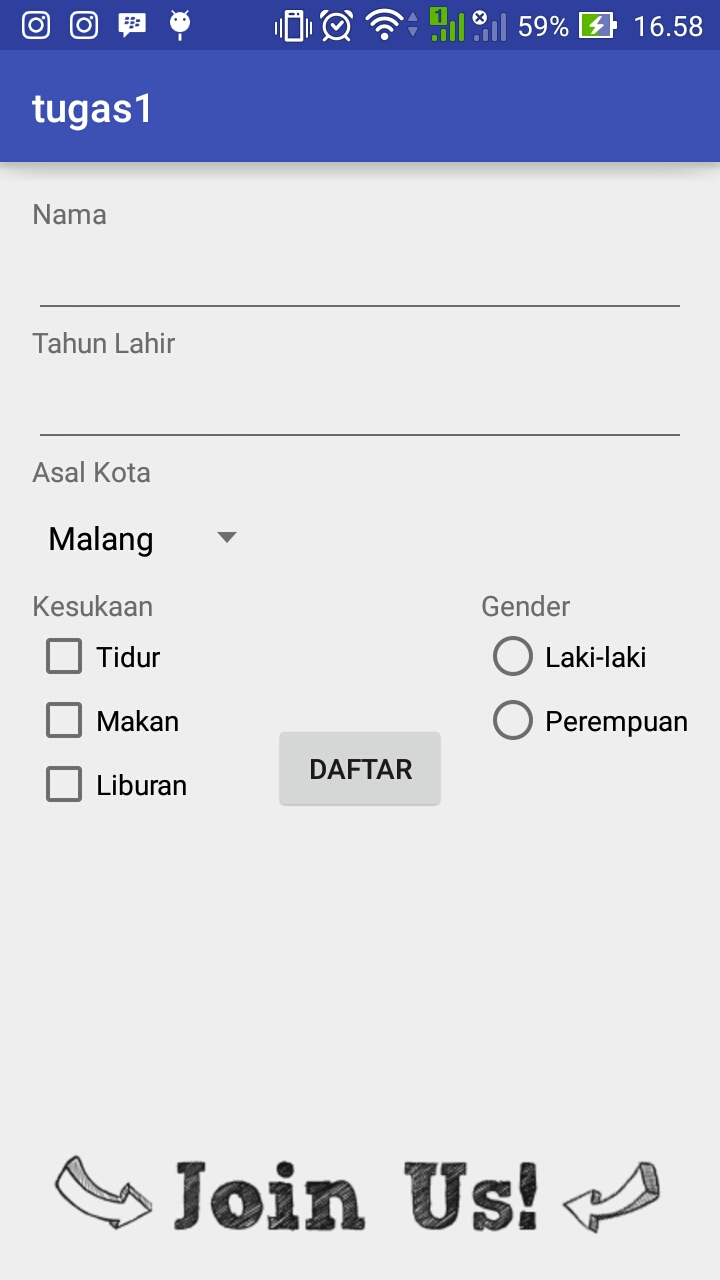 1 59% 16.58
tugas1
Nama
Tahun Lahir
Asal Kota
Malang
Kesukaan
Gender
Tidur
Laki-laki
Makan
Perempuan
DAFTAR
Liburan
Join Us!